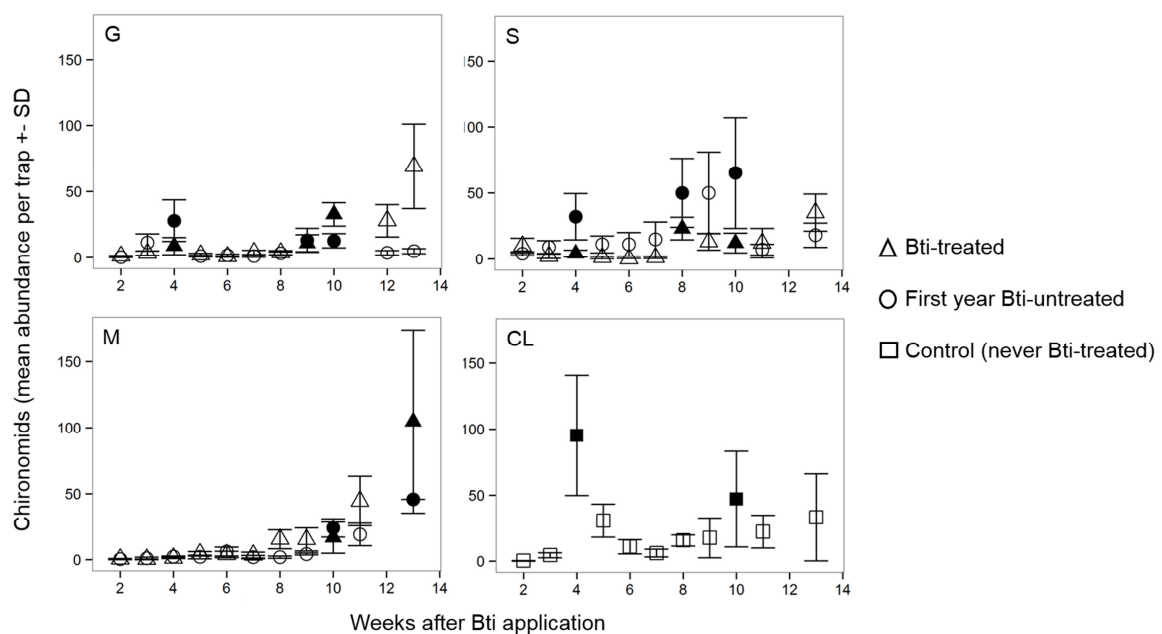 G
S
150
100
50
0
2 4 6 8 10 12 14
150
100
50
0
2 4 6 8 10 12 14
M
CL
150
100
50
0
2 4 6 8 10 12 14
150
100
50
0
2 4 6 8 10 12 14
Chironomids (mean abundance per trap +- SD
Weeks after Bti application
Bti-treated
First year Bti-untreated
Control (never Bti-treated)